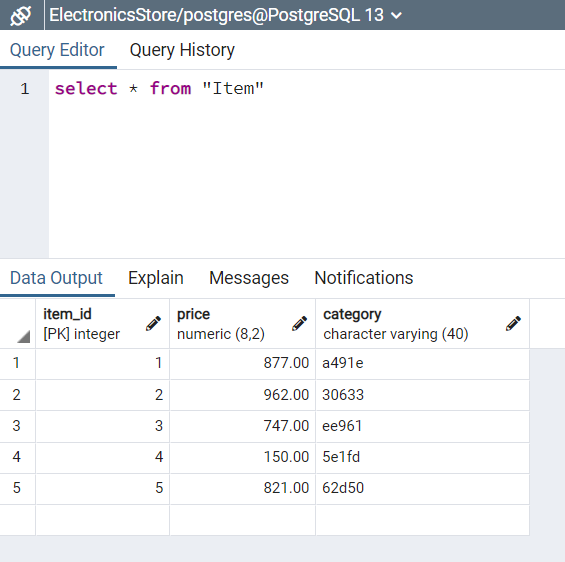 ElectronicsStore/postgres@PostgreSQL 13
Query Editor Query History
1 select * from "Item"
Data Output Explain Messages Notifications
item_id price category
[PK] integer numeric (8,2) character varying (40)
1 1 877.00 a491e
2 2 962.00 30633
3 3 747.00 ee961
4 4 150.00 5e1fd
5 5 821.00 62d50